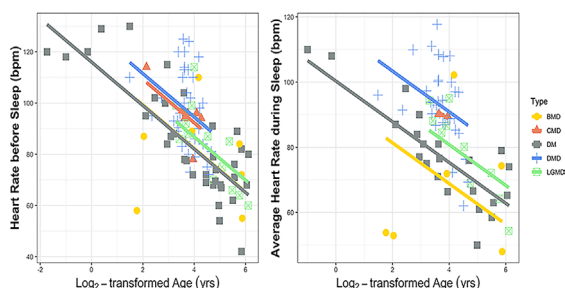 Heart Rate before Sleep (bpm)
120
100
80
60
40
-2
0
2
4
6
Log2 – transformed Age (yrs)
Average Heart Rate during Sleep (bpm)
120
100
80
60
0
2
4
6
Log2 – transformed Age (yrs)
Type
BMD
CMD
DM
DMD
LGMD